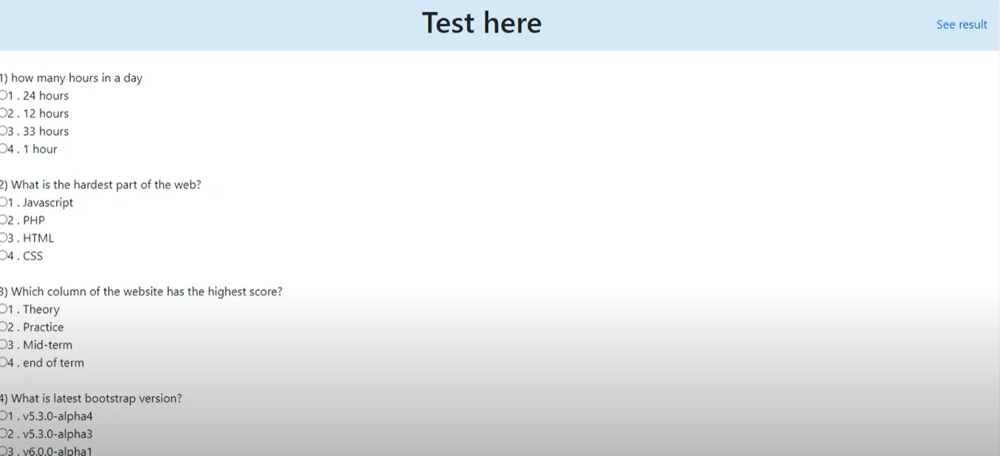 Test here
See result
1) how many hours in a day
1 . 24 hours
2 . 12 hours
3 . 33 hours
4 . 1 hour
2) What is the hardest part of the web?
1 . Javascript
2 . PHP
3 . HTML
4 . CSS
3) Which column of the website has the highest score?
1 . Theory
2 . Practice
3 . Mid-term
4 . end of term
4) What is latest bootstrap version?
1 . v5.3.0-alpha4
2 . v5.3.0-alpha3
3 . v6.0.0-alpha1